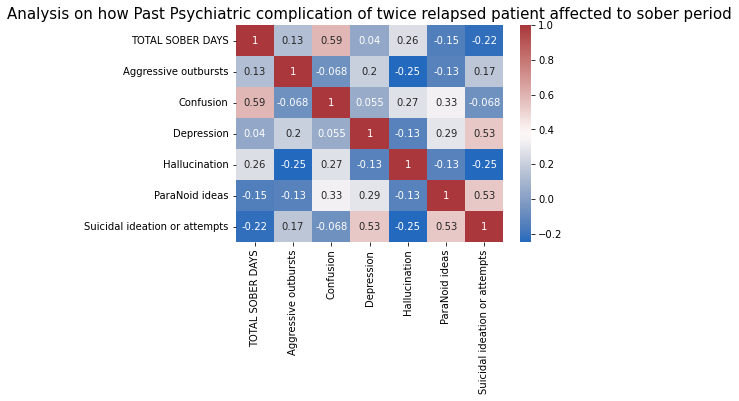 Analysis on how Past Psychiatric complication of twice relapsed patient affected to sober period
TOTAL SOBER DAYS 1 0.13 0.59 0.04 0.26 -0.15 -0.22
Aggressive outbursts 0.13 1 -0.068 0.2 -0.25 -0.13 0.17
Confusion 0.59 -0.068 1 0.055 0.27 0.33 -0.068
Depression 0.04 0.2 0.055 1 -0.13 0.29 0.53
Hallucination 0.26 -0.25 0.27 -0.13 1 -0.13 -0.25
ParaNoid ideas -0.15 -0.13 0.33 0.29 -0.13 1 0.53
Suicidal ideation or attempts -0.22 0.17 -0.068 0.53 -0.25 0.53 1
TOTAL SOBER DAYS
Aggressive outbursts
Confusion
Depression
Hallucination
ParaNoid ideas
Suicidal ideation or attempts
1.0
0.8
0.6
0.4
0.2
0.0
−0.2